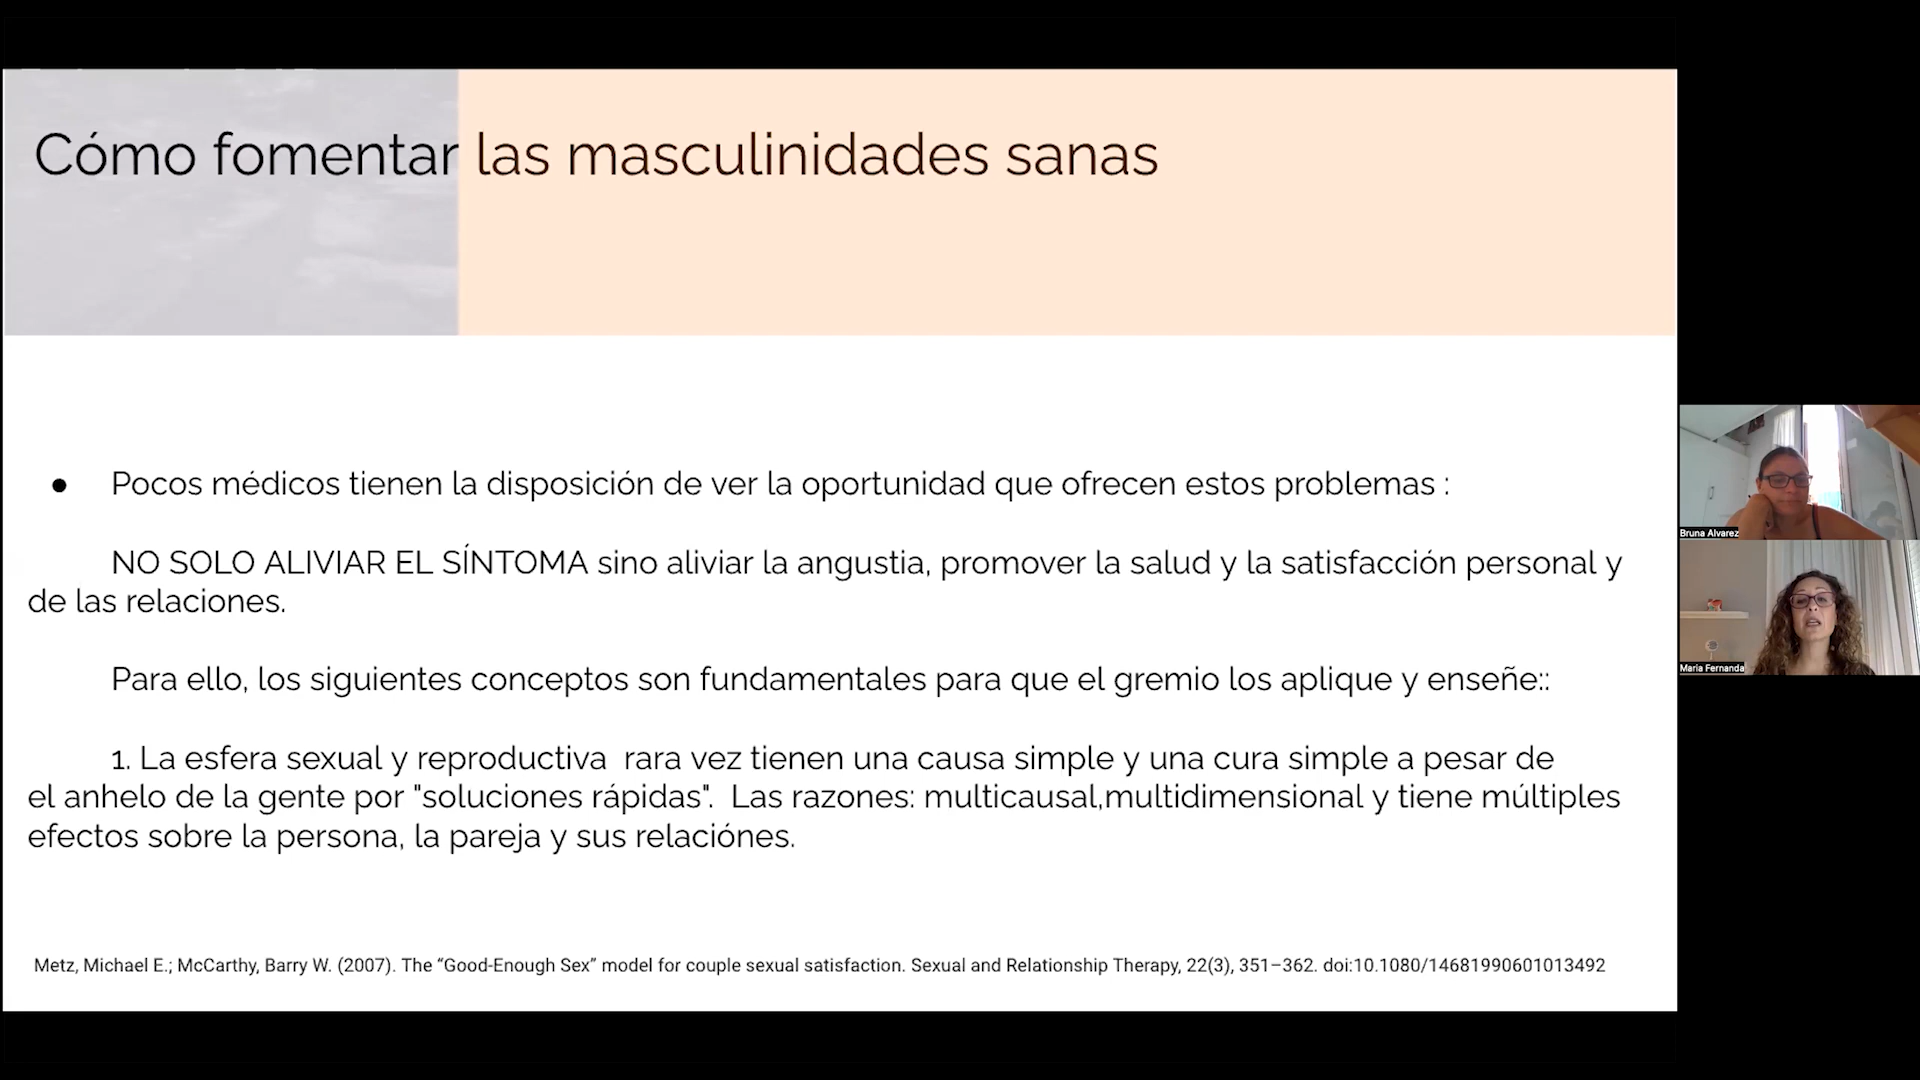 Cómo fomentar las masculinidades sanas
● Pocos médicos tienen la disposición de ver la oportunidad que ofrecen estos problemas :
NO SOLO ALIVIAR EL SÍNTOMA sino aliviar la angustia, promover la salud y la satisfacción personal y
de las relaciones.
Para ello, los siguientes conceptos son fundamentales para que el gremio los aplique y enseñe::
1. La esfera sexual y reproductiva  rara vez tienen una causa simple y una cura simple a pesar de
el anhelo de la gente por "soluciones rápidas".  Las razones: multicausal,multidimensional y tiene múltiples
efectos sobre la persona, la pareja y sus relaciónes.
Metz, Michael E.; McCarthy, Barry W. (2007). The “Good-Enough Sex” model for couple sexual satisfaction. Sexual and Relationship Therapy, 22(3), 351–362. doi:10.1080/14681990601013492
Bruna Alvarez
Maria Fernanda